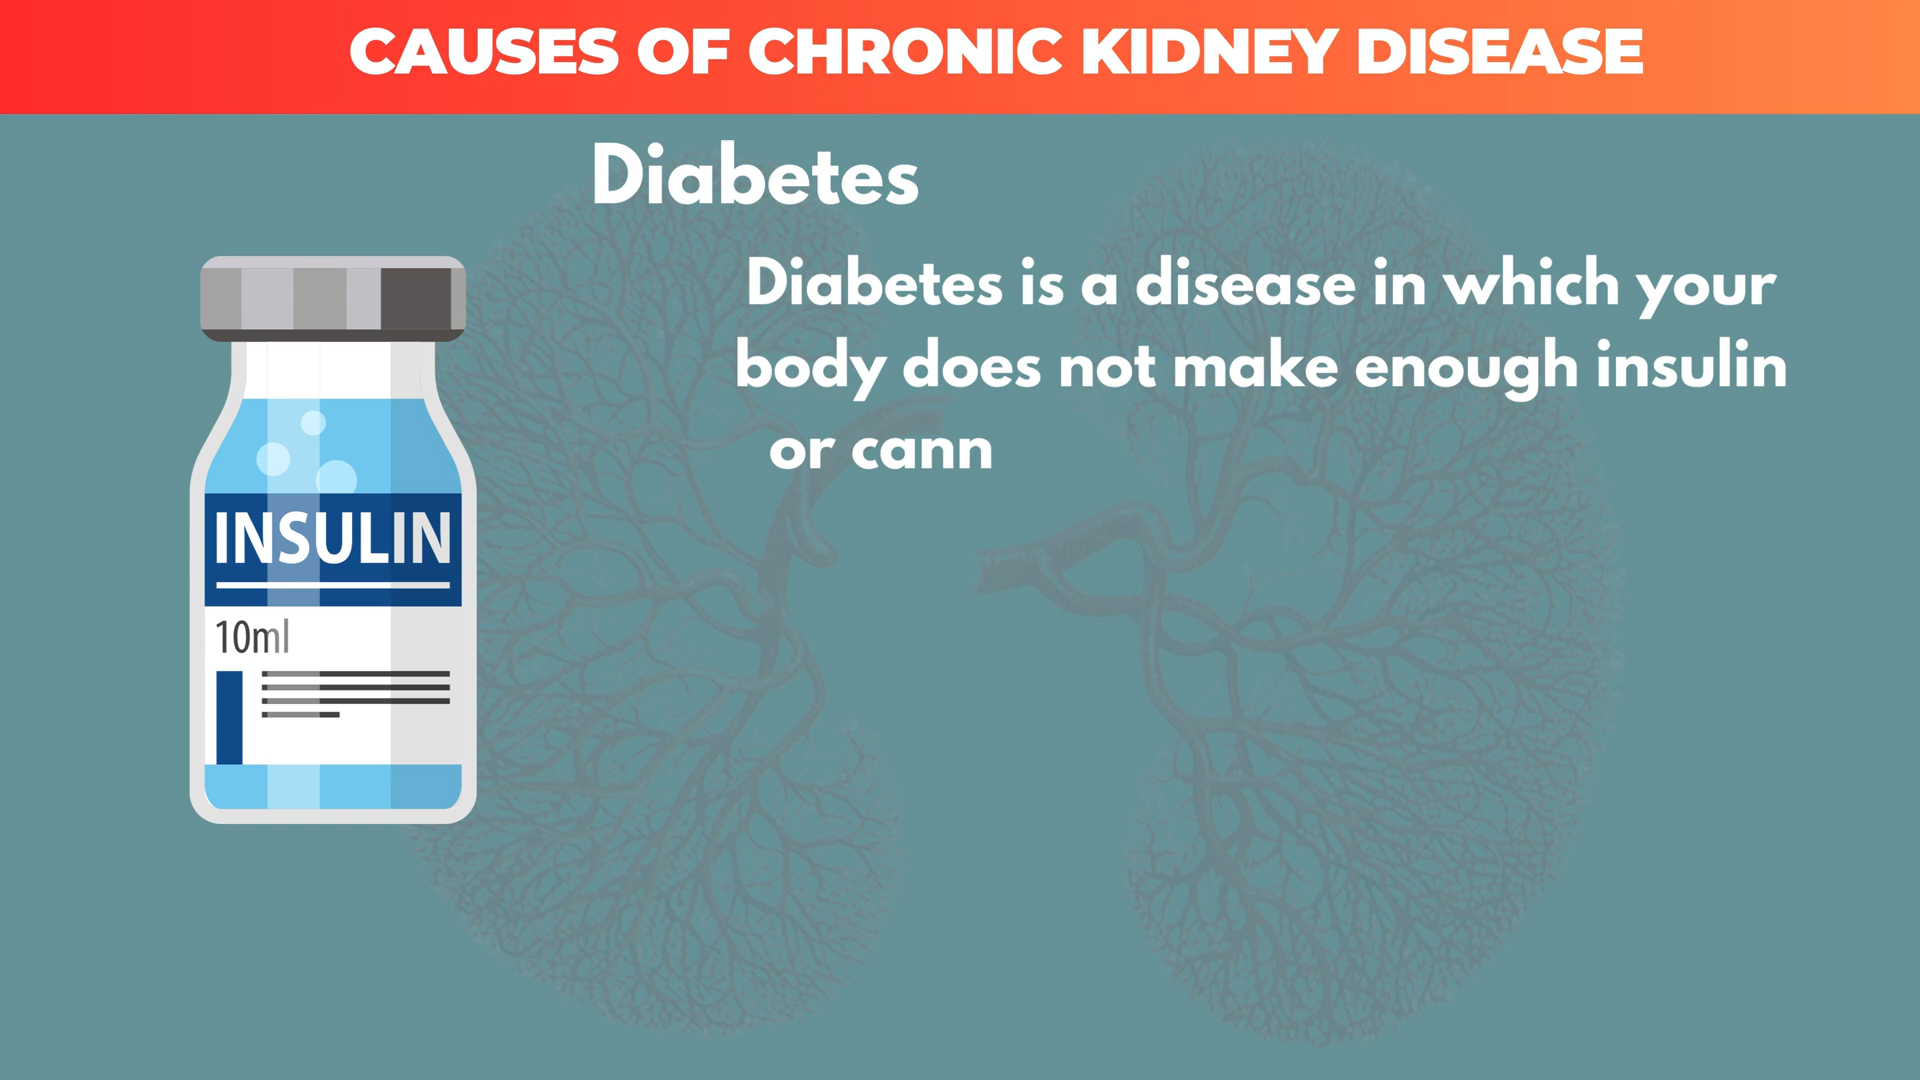 CAUSES OF CHRONIC KIDNEY DISEASE
Diabetes
Diabetes is a disease in which your
body does not make enough insulin
or cann
INSULIN
10ml